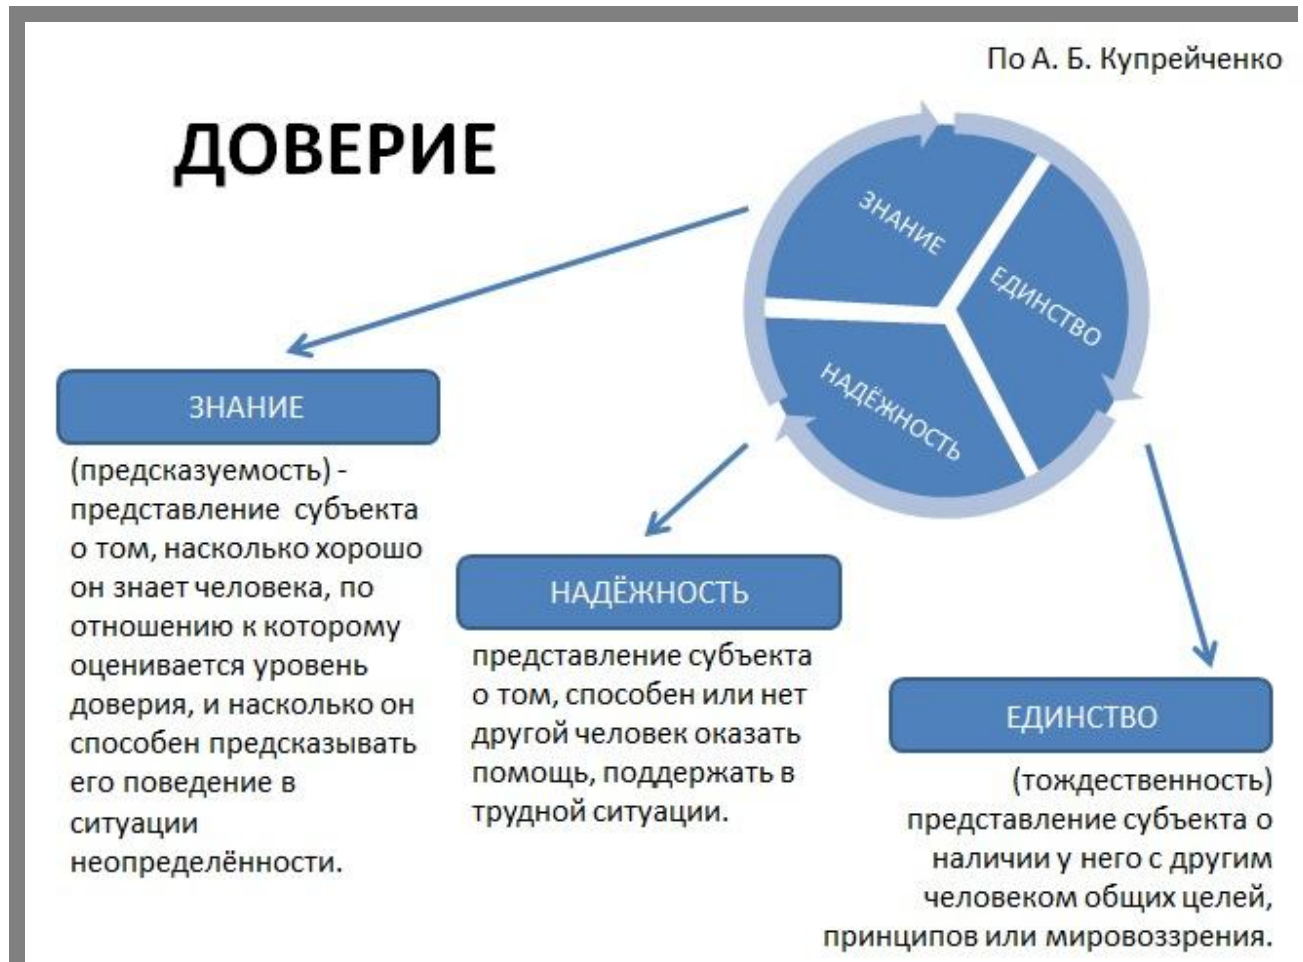 По А. Б. Купрейченко
ДОВЕРИЕ
ЗНАНИЕ
ЕДИНСТВО
НАДЁЖНОСТЬ
ЗНАНИЕ
(предсказуемость) -
представление субъекта
о том, насколько хорошо
он знает человека, по
отношению к которому
оценивается уровень
доверия, и насколько он
способен предсказывать
его поведение в
ситуации
неопределённости.
НАДЁЖНОСТЬ
представление субъекта
о том, способен или нет
другой человек оказать
помощь, поддержать в
трудной ситуации.
ЕДИНСТВО
(тождественность)
представление субъекта о
наличии у него с другим
человеком общих целей,
принципов или мировоззрения.